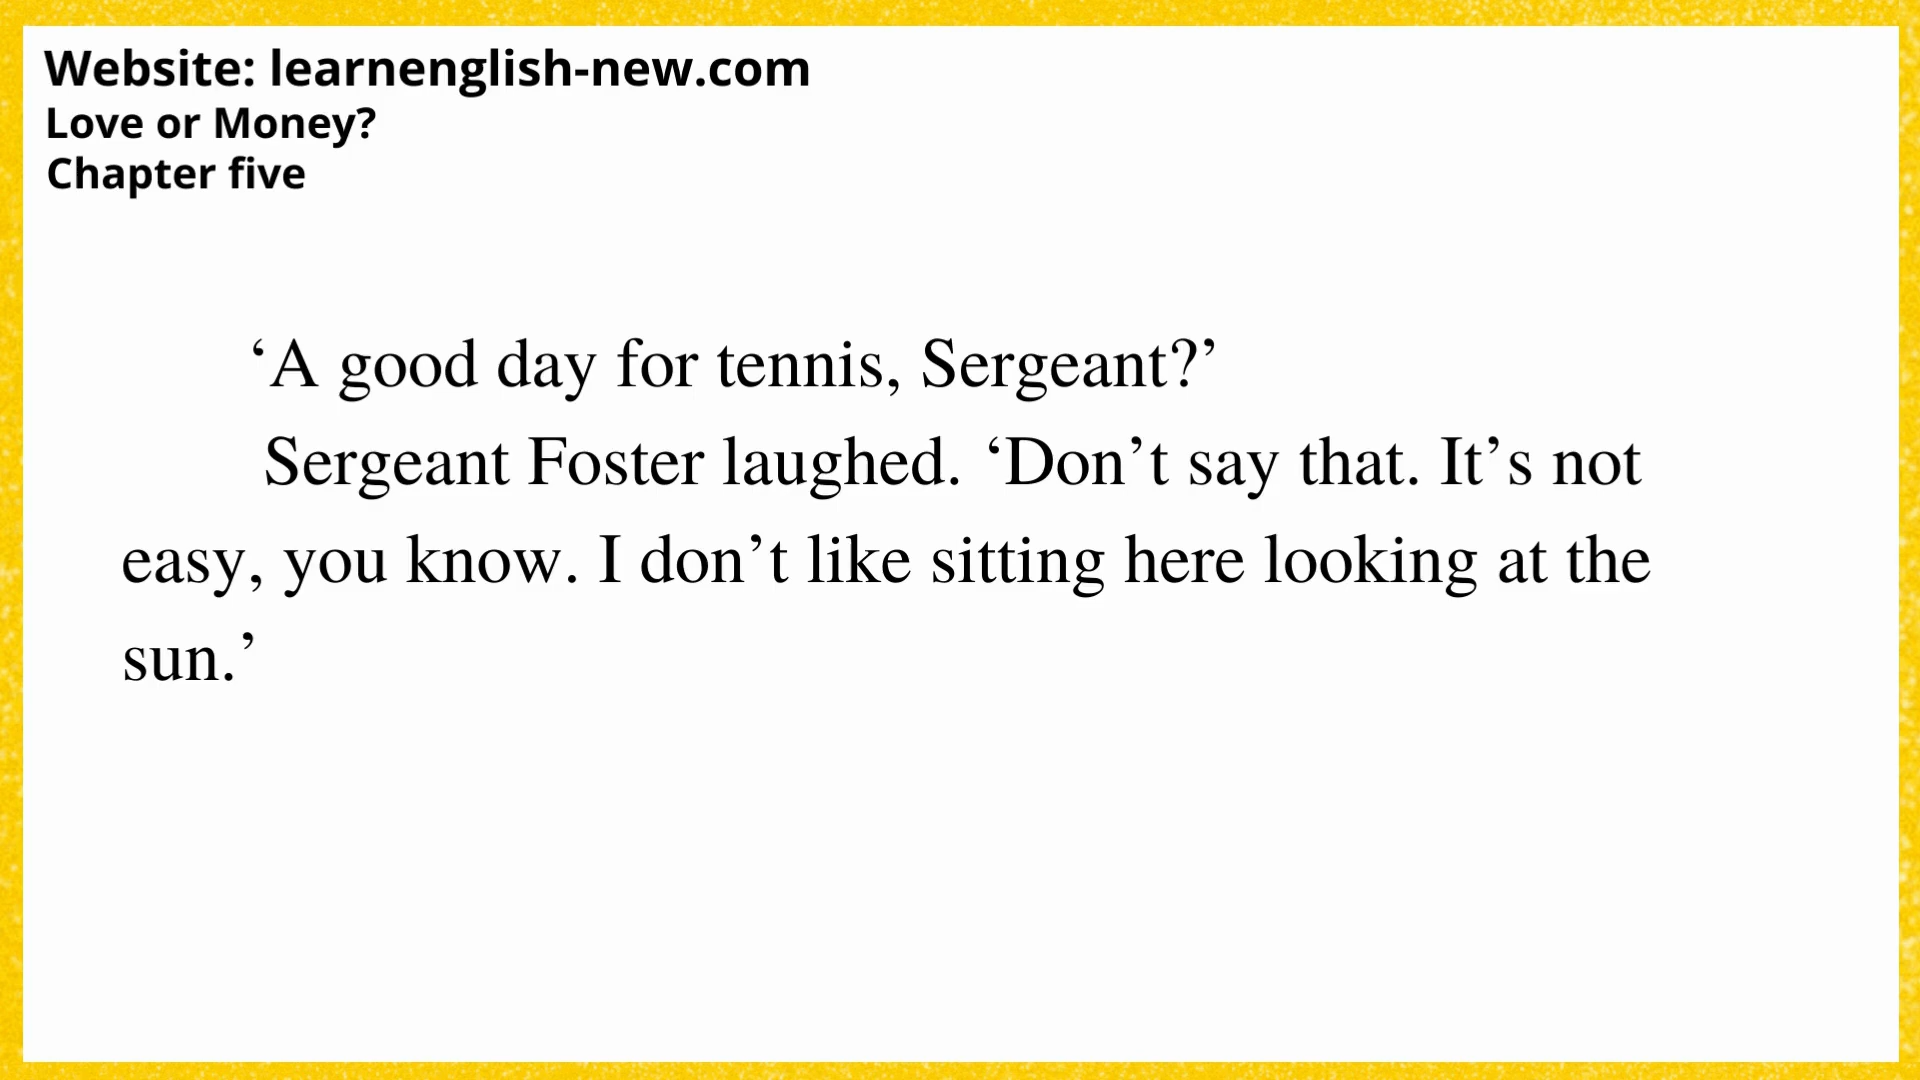 Website: learnenglish-new.com
Love or Money?
Chapter five
‘A good day for tennis, Sergeant?’
Sergeant Foster laughed. ‘Don’t say that. It’s not
easy, you know. I don’t like sitting here looking at the
sun.’